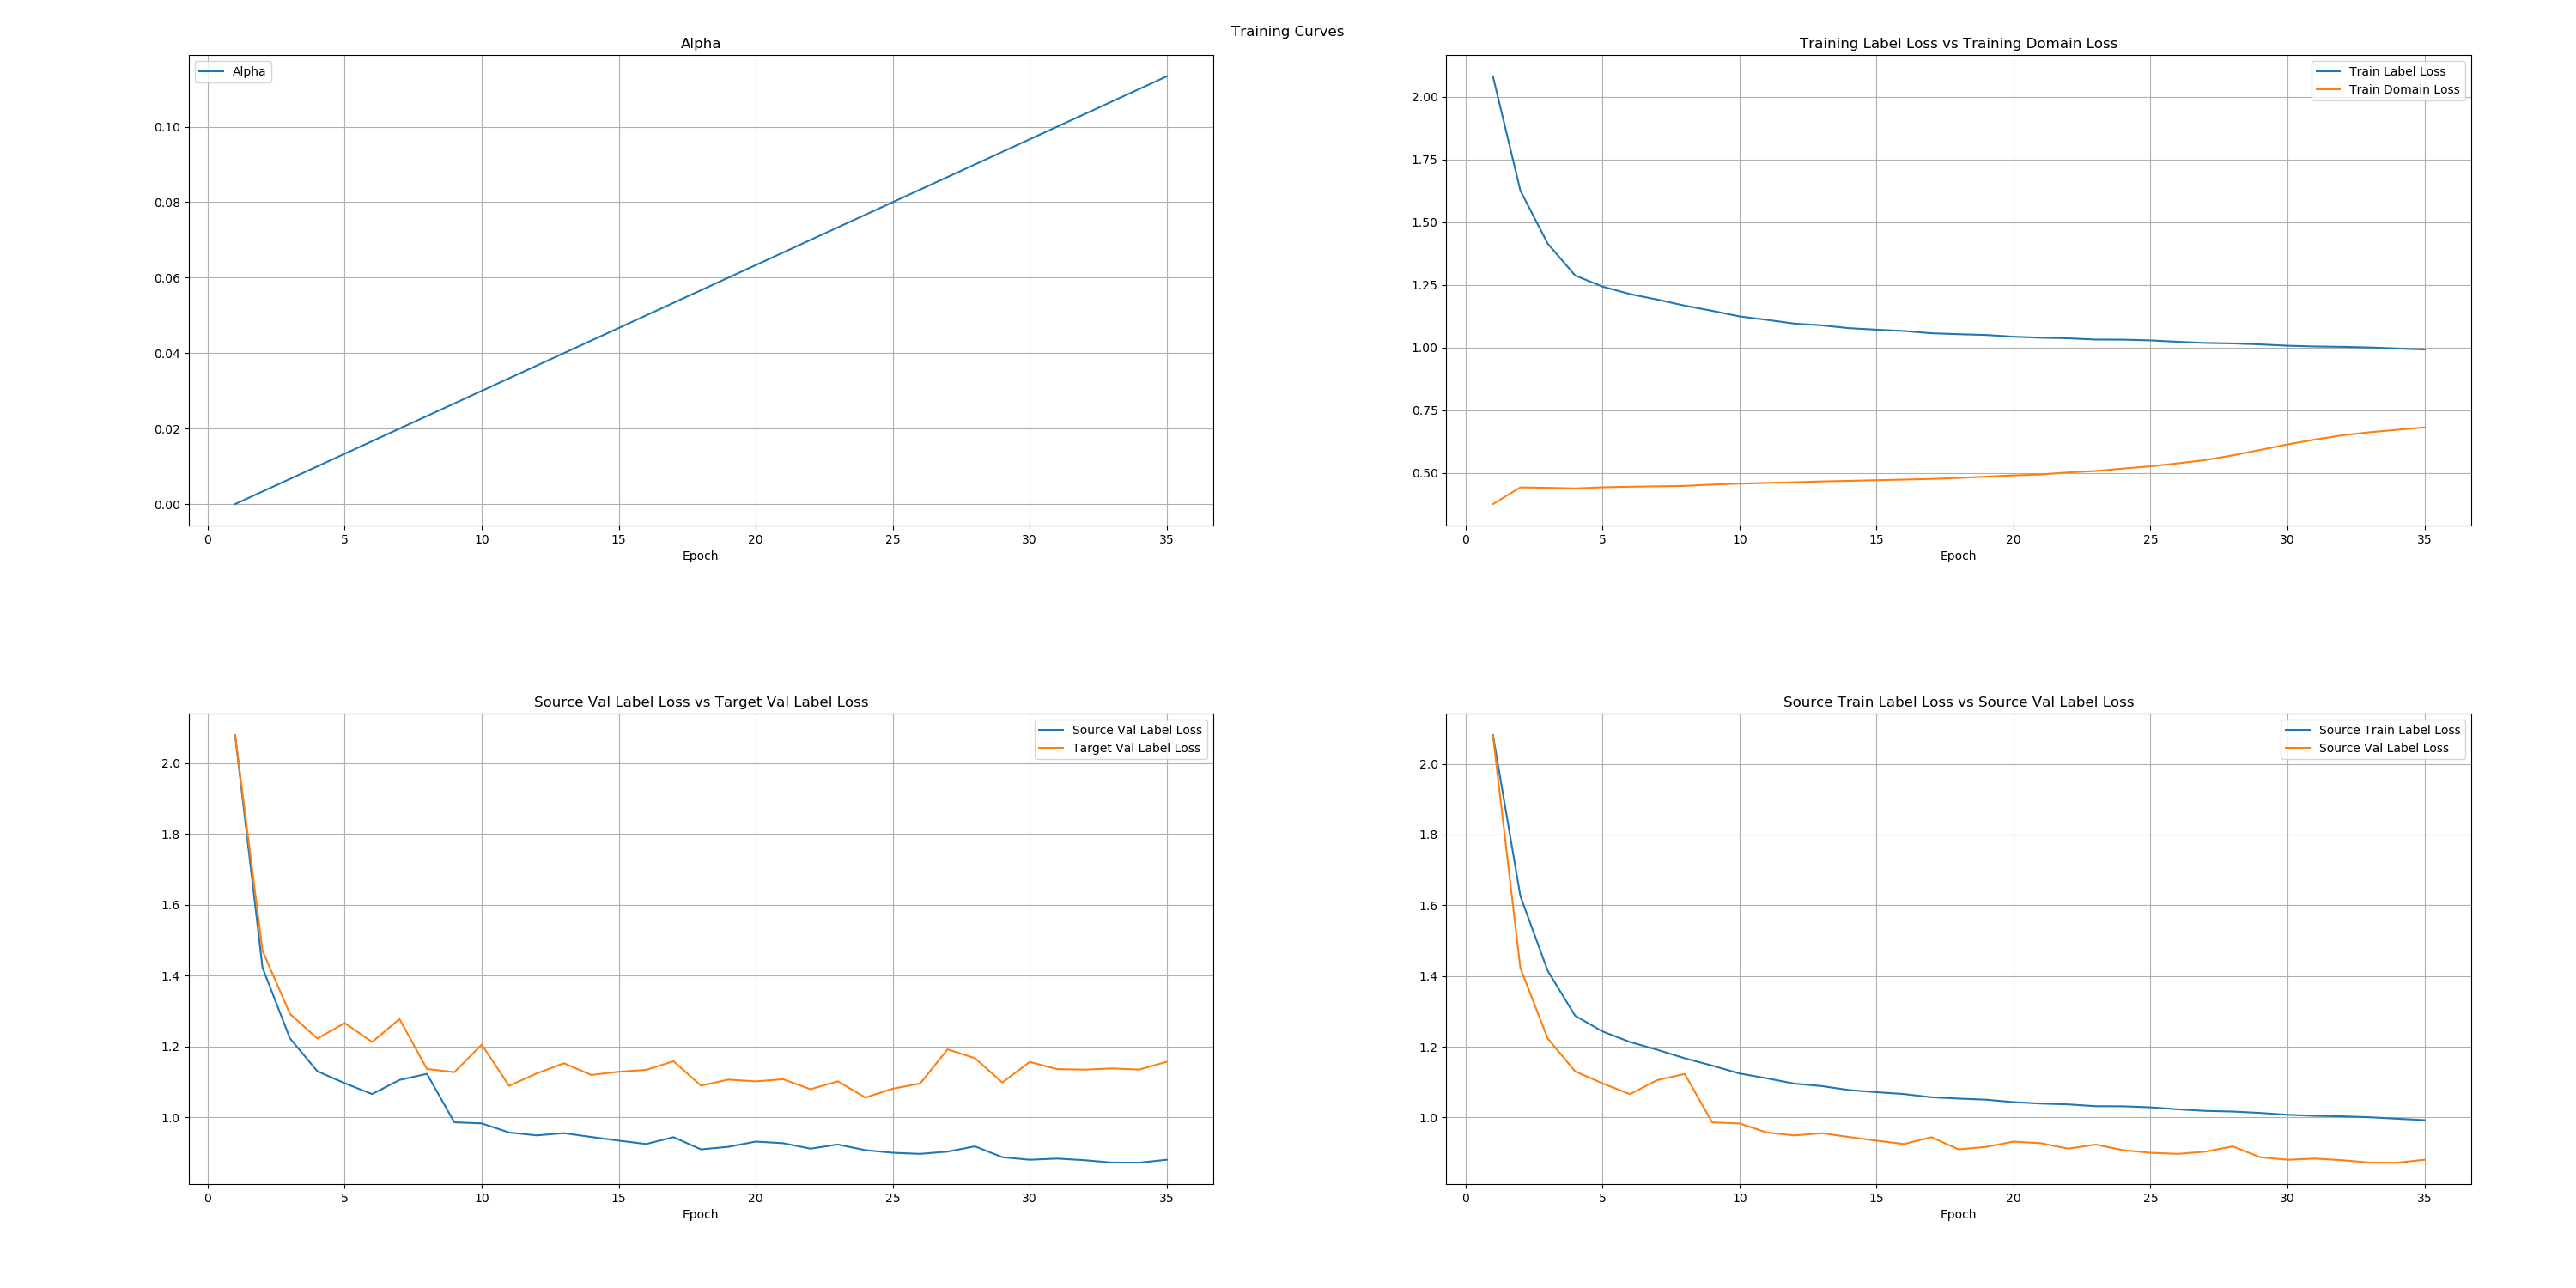 Training Curves
Alpha
Alpha
0.10
0.08
0.06
0.04
0.02
0.00
0 5 10 15 20 25 30 35
Epoch
Training Label Loss vs Training Domain Loss
Train Label Loss
Train Domain Loss
2.00
1.75
1.50
1.25
1.00
0.75
0.50
0 5 10 15 20 25 30 35
Epoch
Source Val Label Loss vs Target Val Label Loss
Source Val Label Loss
Target Val Label Loss
2.0
1.8
1.6
1.4
1.2
1.0
0 5 10 15 20 25 30 35
Epoch
Source Train Label Loss vs Source Val Label Loss
Source Train Label Loss
Source Val Label Loss
2.0
1.8
1.6
1.4
1.2
1.0
0 5 10 15 20 25 30 35
Epoch